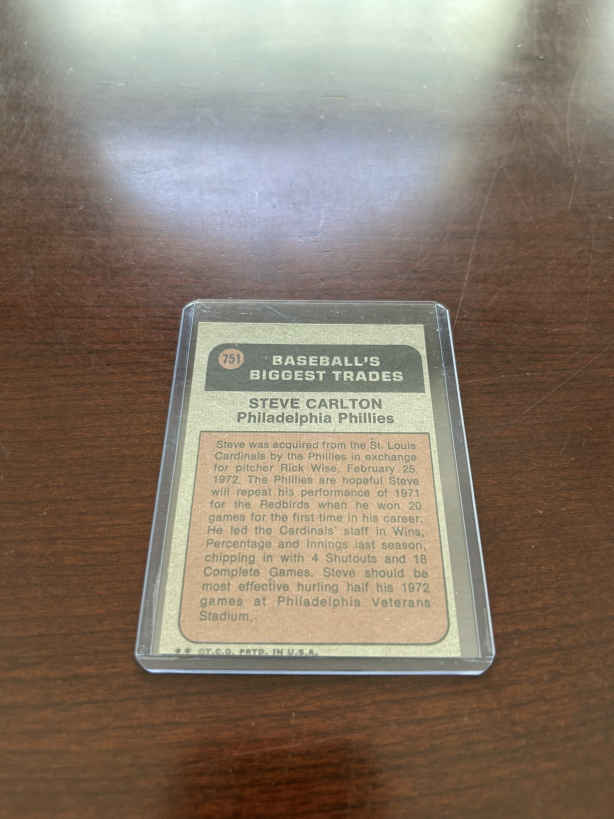 751
BASEBALL'S
BIGGEST TRADES
STEVE CARLTON
Philadelphia Phillies
Steve was acquired from the St. Louis
Cardinals by the Phillies in exchange
for pitcher Rick Wise, February 25,
1972. The Phillies are hopeful Steve
will repeat his performance of 1971
for the Redbirds when he won 20
games for the first time in his career.
He led the Cardinals' staff in Wins,
Percentage and Innings last season,
chipping in with 4 Shutouts and 18
Complete Games. Steve should be
most effective hurling half his 1972
games at Philadelphia Veterans
Stadium.
** ©T.C.G. PRTD. IN U.S.A.